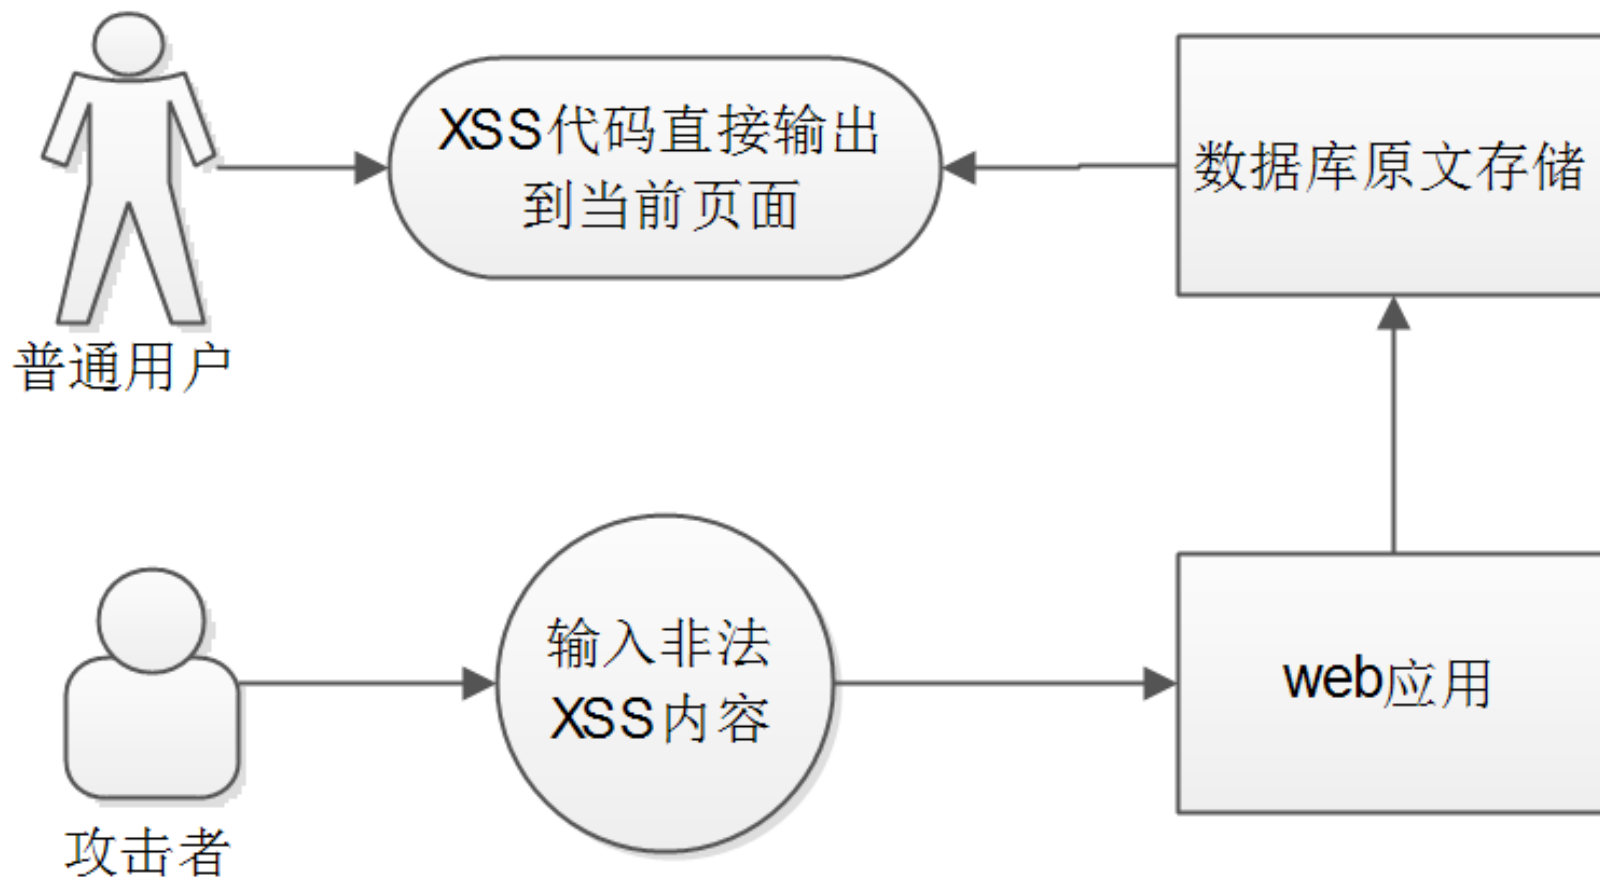 XSS代码直接输出
到当前页面
数据库原文存储
普通用户
输入非法
XSS内容
web应用
攻击者